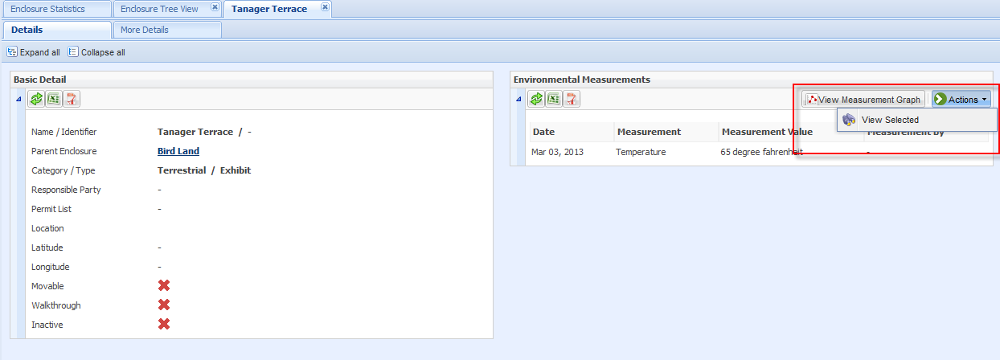 Enclosure Statistics Enclosure Tree View Tanager Terrace
Details More Details
Expand all Collapse all
Basic Detail
Name / Identifier Tanager Terrace / -
Parent Enclosure Bird Land
Category / Type Terrestrial / Exhibit
Responsible Party -
Permit List -
Location
Latitude -
Longitude -
Movable
Walkthrough
Inactive
Environmental Measurements
View Measurement Graph Actions
View Selected
Date Measurement Measurement Value Measurement By
Mar 03, 2013 Temperature 65 degree fahrenheit -